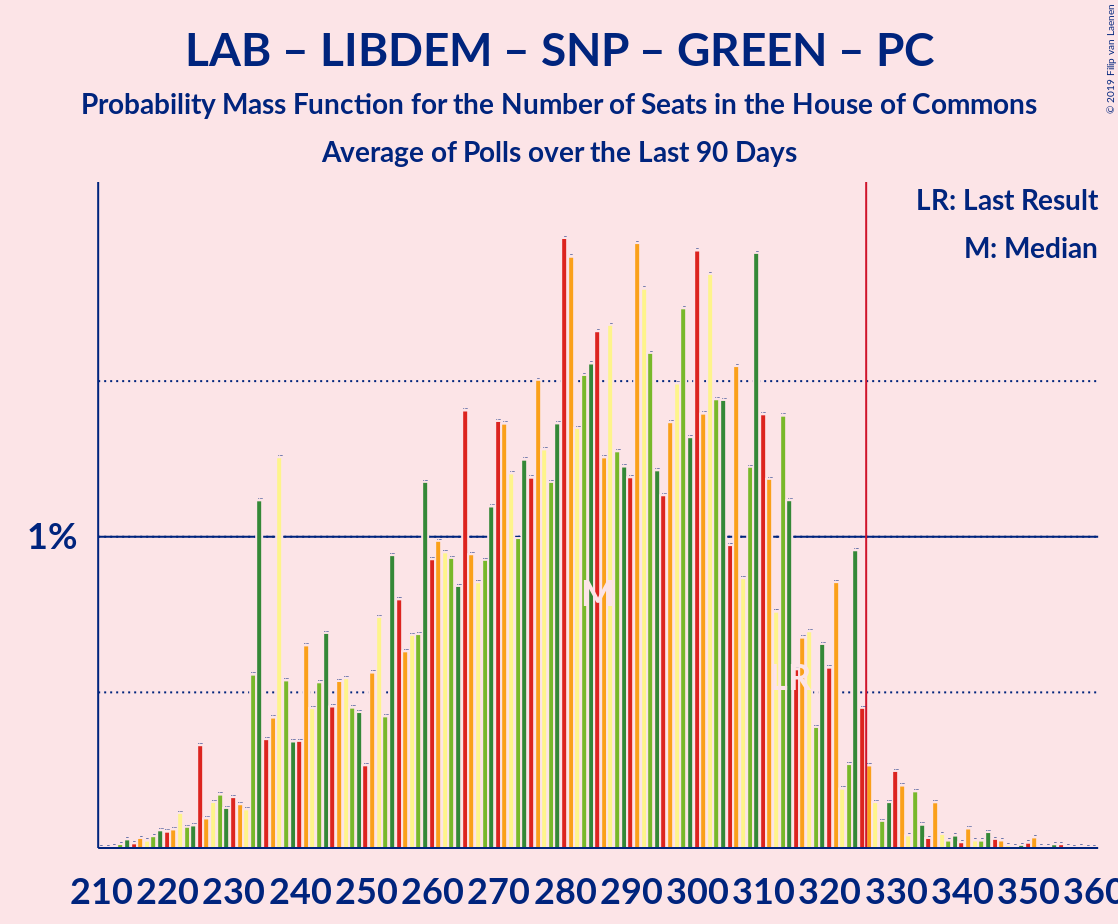 LAB – LIBDEM – SNP – GREEN – PC
Probability Mass Function for the Number of Seats in the House of Commons
Average of Polls over the Last 90 Days
© 2019 Filip van Laenen
LR: Last Result
M: Median
1%
M
LR
210 220 230 240 250 260 270 280 290 300 310 320 330 340 350 360